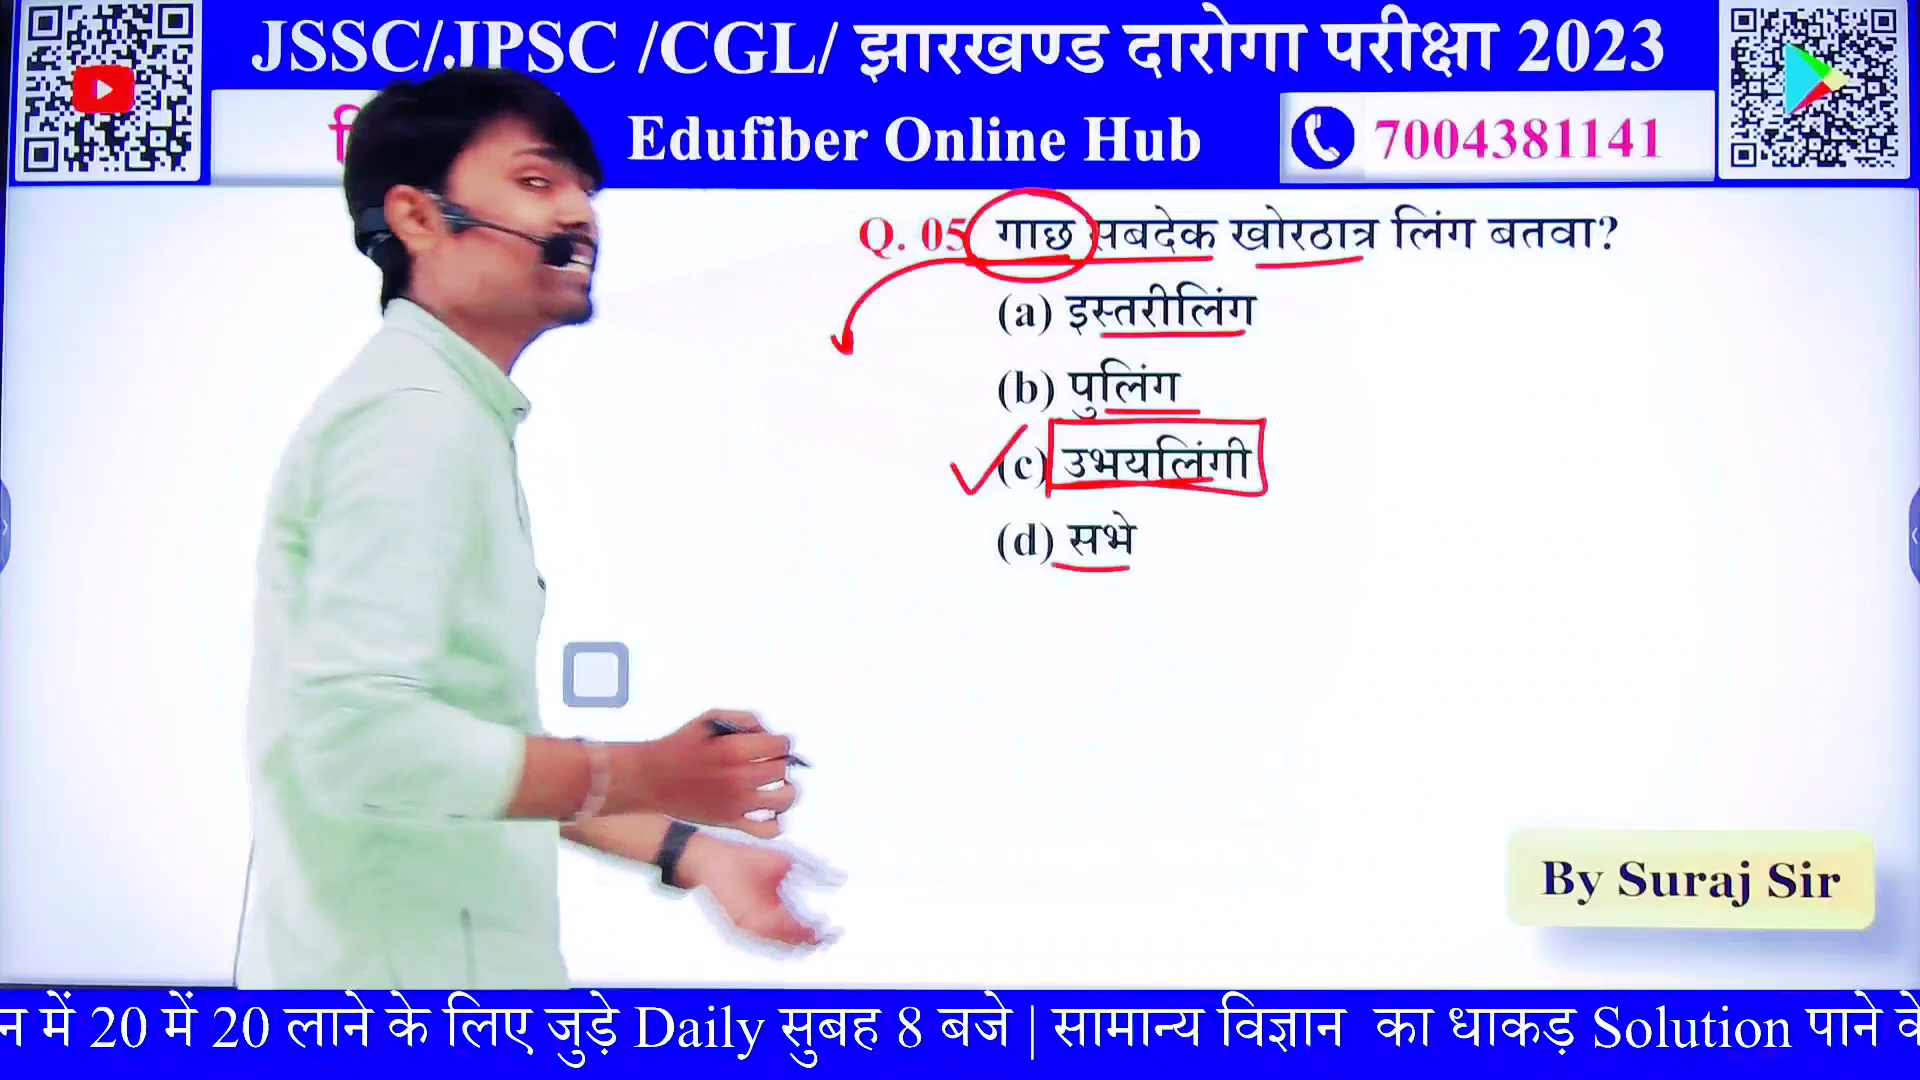 JSSC/JPSC /CGL/ झारखण्ड दारोगा परीक्षा 2023
Edufiber Online Hub
7004381141
Q. 05 गाछ सबदेक खोरठात्र लिंग बतवा?
(a) इस्तरीलिंग
(b) पुलिंग
(c) उभयलिंगी
(d) सभे
By Suraj Sir
न में 20 में 20 लाने के लिए जुड़े Daily सुबह 8 बजे | सामान्य विज्ञान का धाकड़ Solution पाने के